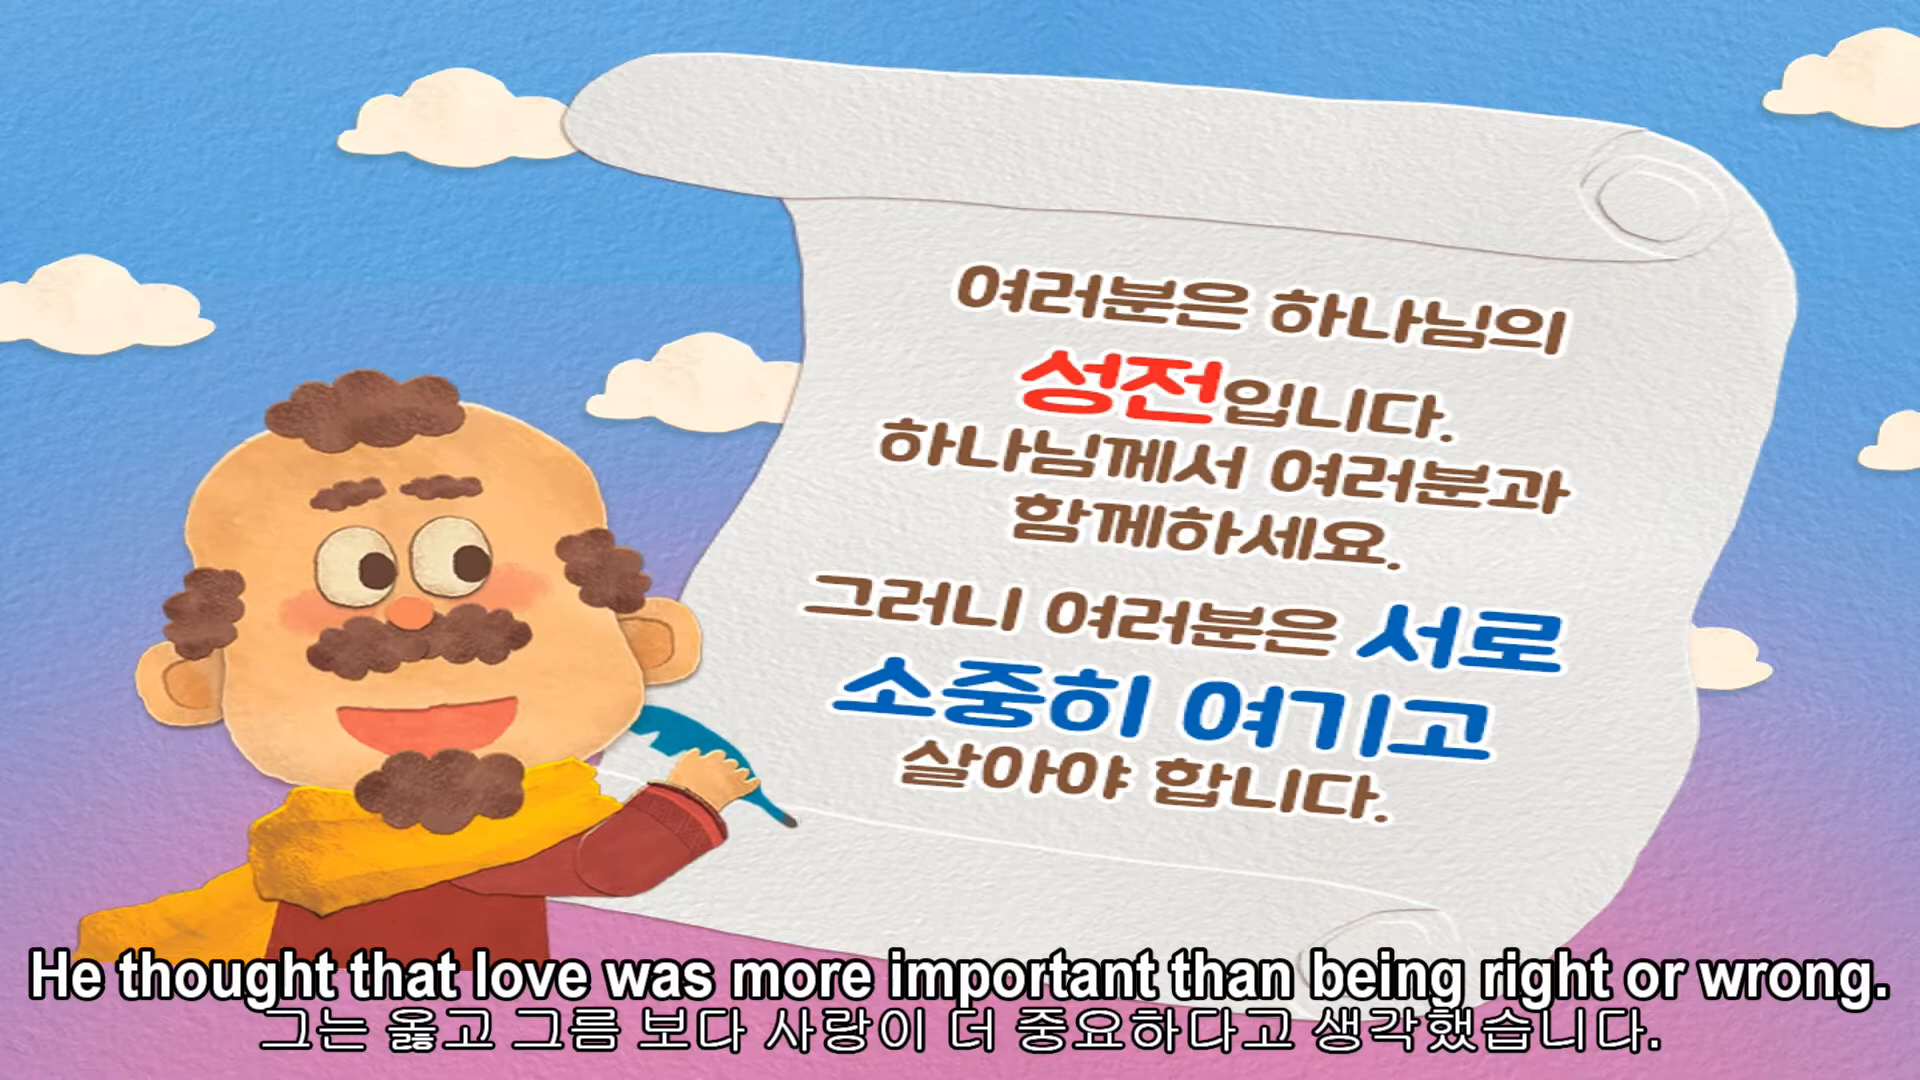 여러분은 하나님의
성전입니다.
하나님께서 여러분과
함께하세요.
그러니 여러분은 서로
소중히 여기고
살아야 합니다.
He thought that love was more important than being right or wrong.
그는 옳고 그름 보다 사랑이 더 중요하다고 생각했습니다.